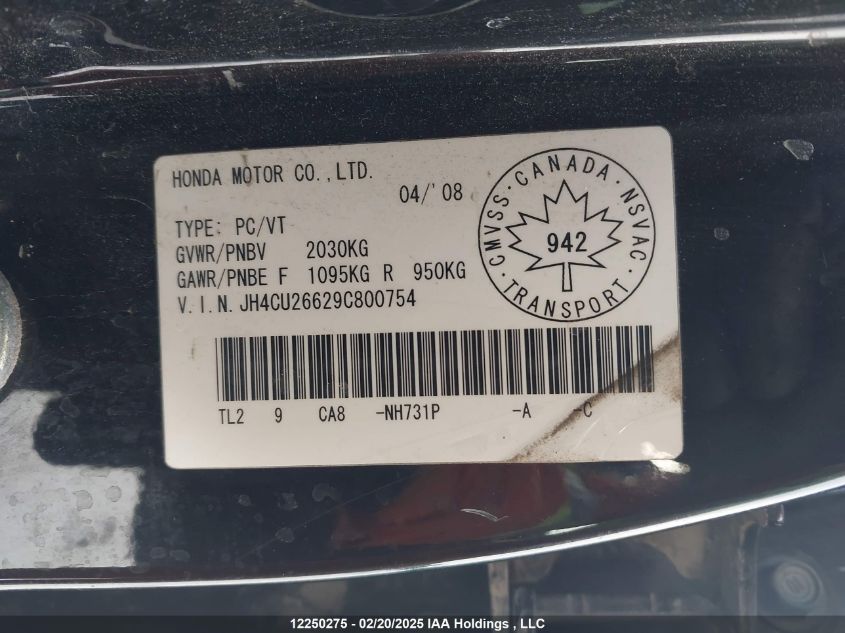 HONDA MOTOR CO.,LTD.
04/'08
TYPE: PC/VT
GVWR/PNBV 2030KG
GAWR/PNBE F 1095KG R 950KG
V.I.N. JH4CU26629C800754
CMVSS · CANADA · NSVAC ·
942
TRANSPORT
TL2 9 CA8 -NH731P -A -C
12250275 - 02/20/2025 IAA Holdings , LLC